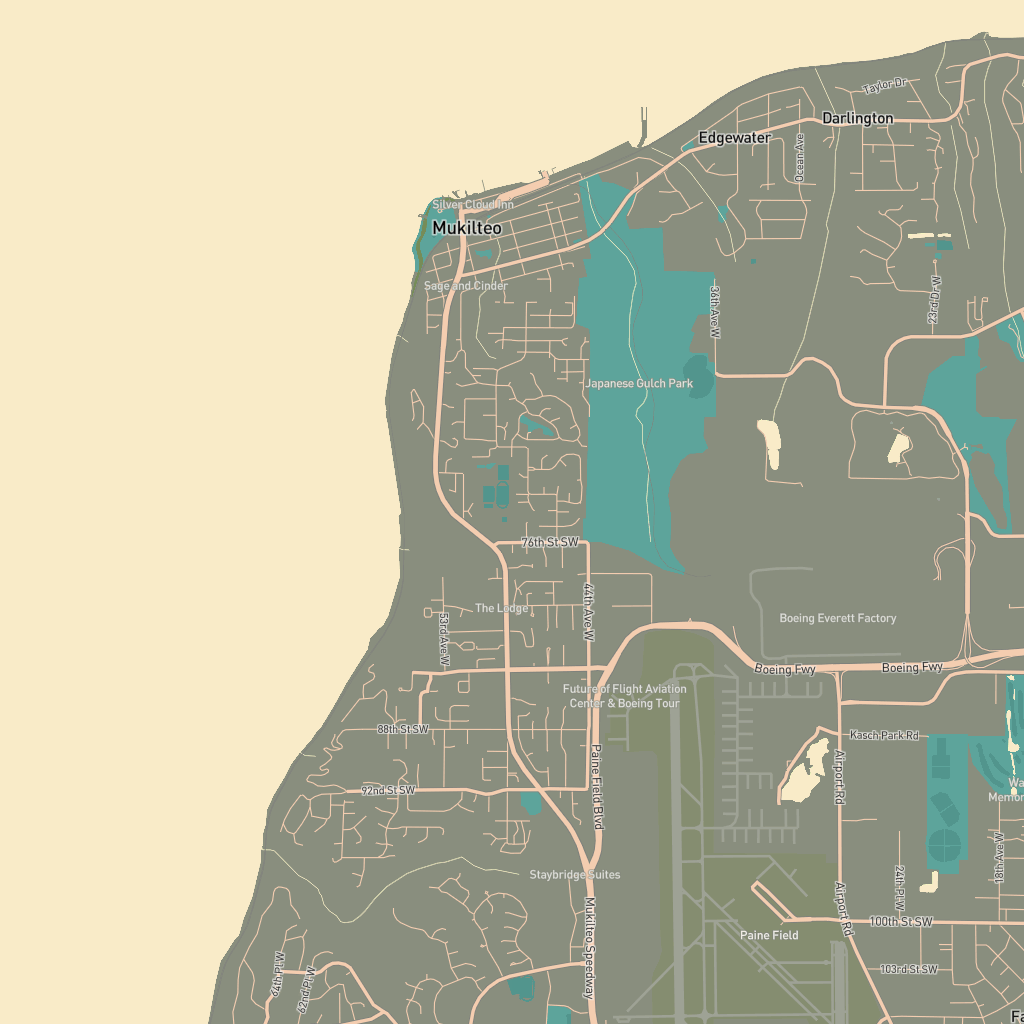 Taylor Dr
Darlington
Edgewater
Ocean Ave
Silver Cloud Inn
Mukilteo
Sage and Cinder
36th Ave W
23rd Dr W
Japanese Gulch Park
76th St SW
The Lodge
44th Ave W
53rd Ave W
Boeing Everett Factory
Boeing Fwy
Boeing Fwy
Future of Flight Aviation
Center & Boeing Tour
88th St SW
Kasch Park Rd
Paine Field Blvd
Airport Rd
92nd St SW
Wa
Memor
18th Ave W
Staybridge Suites
24th Pl W
Airport Rd
100th St SW
Mukilteo Speedway
Paine Field
64th Pl W
62nd Pl W
103rd St SW
Fa